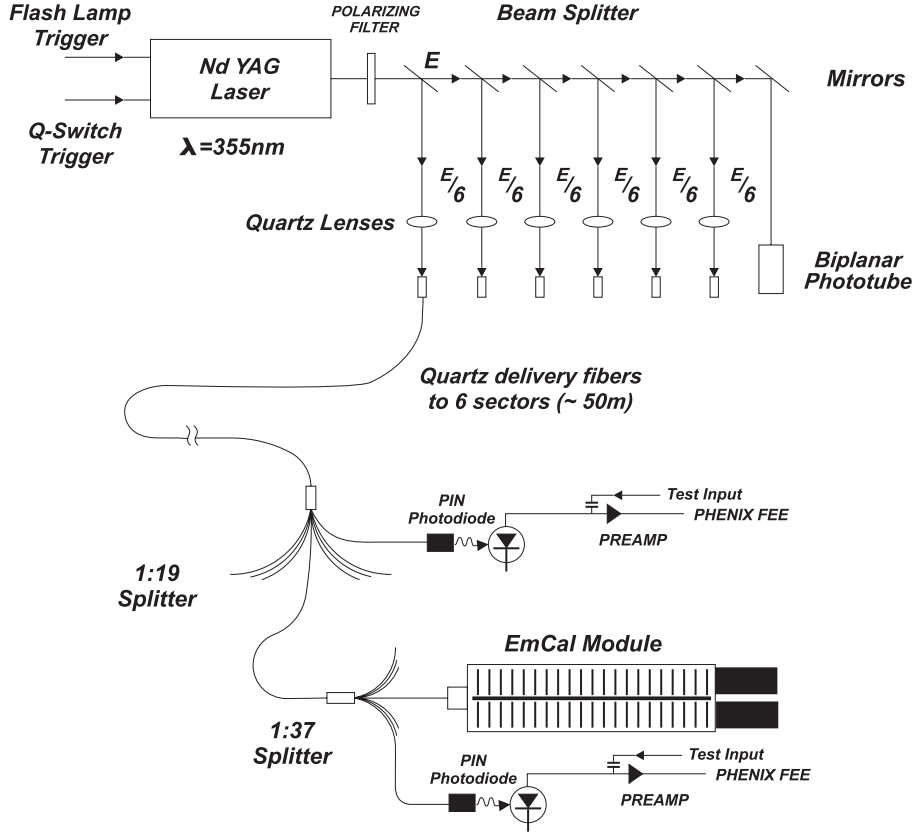 Flash Lamp
Trigger
POLARIZING
FILTER
Beam Splitter
Nd YAG
Laser
E
Mirrors
Q-Switch
Trigger
λ=355nm
E/6 E/6 E/6 E/6 E/6 E/6
Quartz Lenses
Biplanar
Phototube
Quartz delivery fibers
to 6 sectors (~ 50m)
PIN
Photodiode
Test Input
PHENIX FEE
PREAMP
1:19
Splitter
EmCal Module
1:37
Splitter
PIN
Photodiode
Test Input
PHENIX FEE
PREAMP